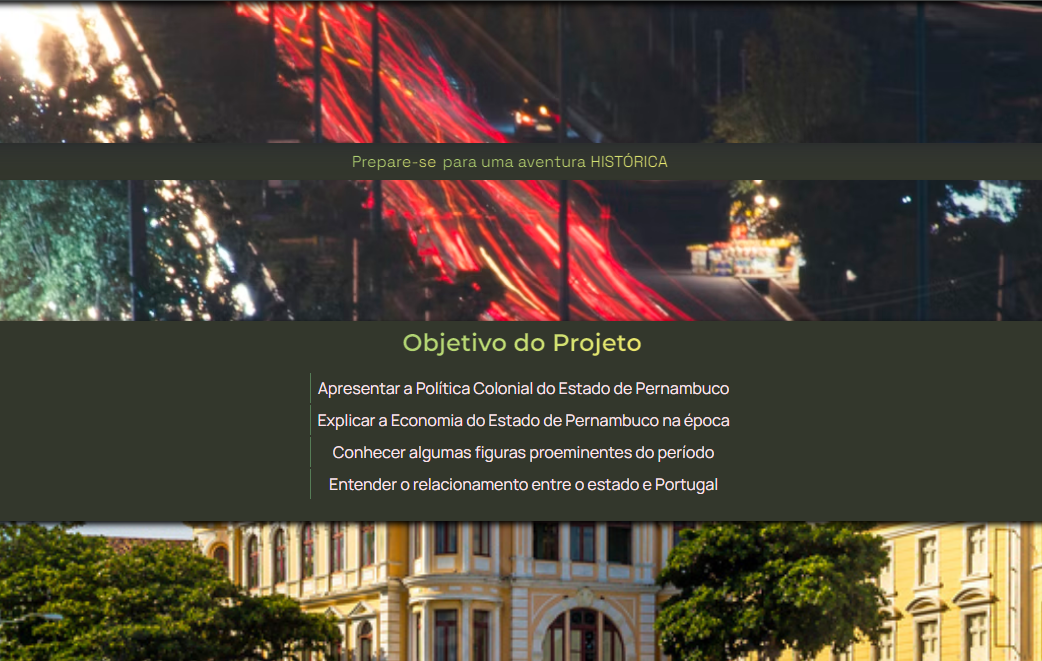 Prepare-se para uma aventura HISTÓRICA
Objetivo do Projeto
Apresentar a Política Colonial do Estado de Pernambuco
Explicar a Economia do Estado de Pernambuco na época
Conhecer algumas figuras proeminentes do período
Entender o relacionamento entre o estado e Portugal